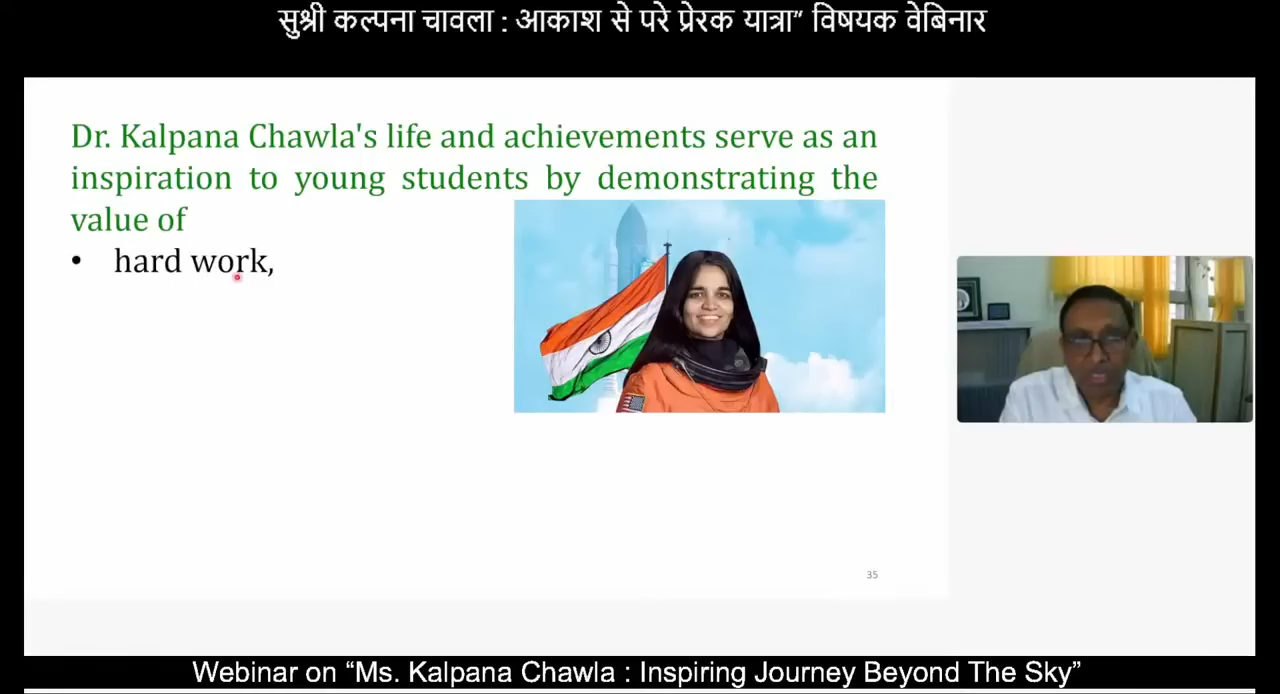 सुश्री कल्पना चावला : आकाश से परे प्रेरक यात्रा” विषयक वेबिनार
Dr. Kalpana Chawla's life and achievements serve as an
inspiration to young students by demonstrating the
value of
• hard work,
35
Webinar on “Ms. Kalpana Chawla : Inspiring Journey Beyond The Sky”